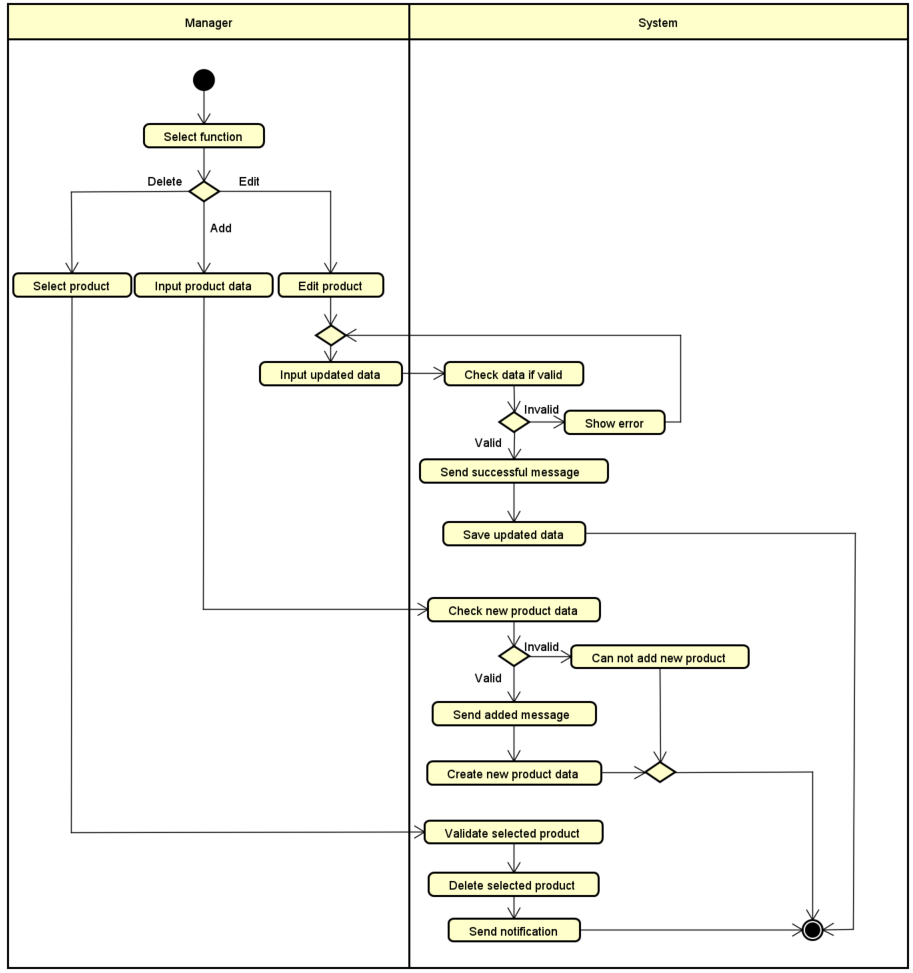 Manager
System
Select function
Delete
Edit
Add
Select product
Input product data
Edit product
Input updated data
Check data if valid
Invalid
Show error
Valid
Send successful message
Save updated data
Check new product data
Invalid
Can not add new product
Valid
Send added message
Create new product data
Validate selected product
Delete selected product
Send notification